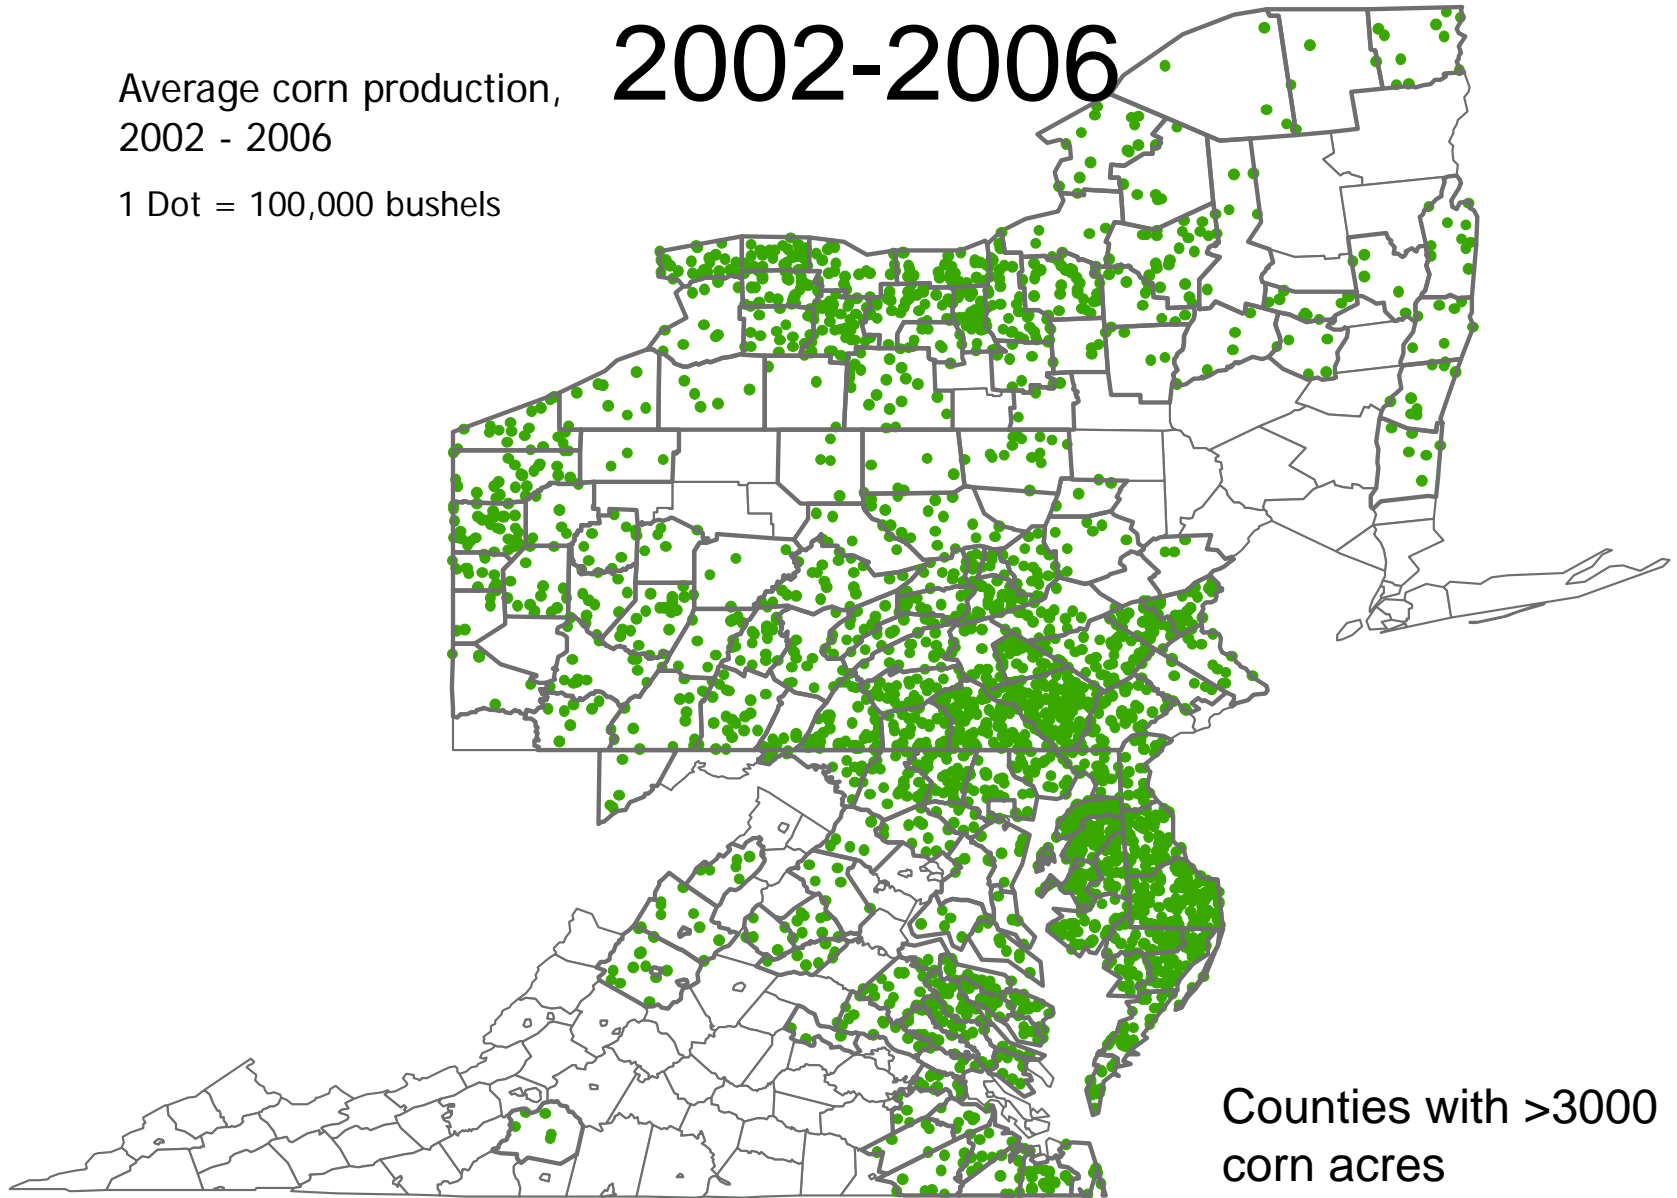 2002-2006
Average corn production,
2002 - 2006
1 Dot = 100,000 bushels
Counties with >3000
corn acres